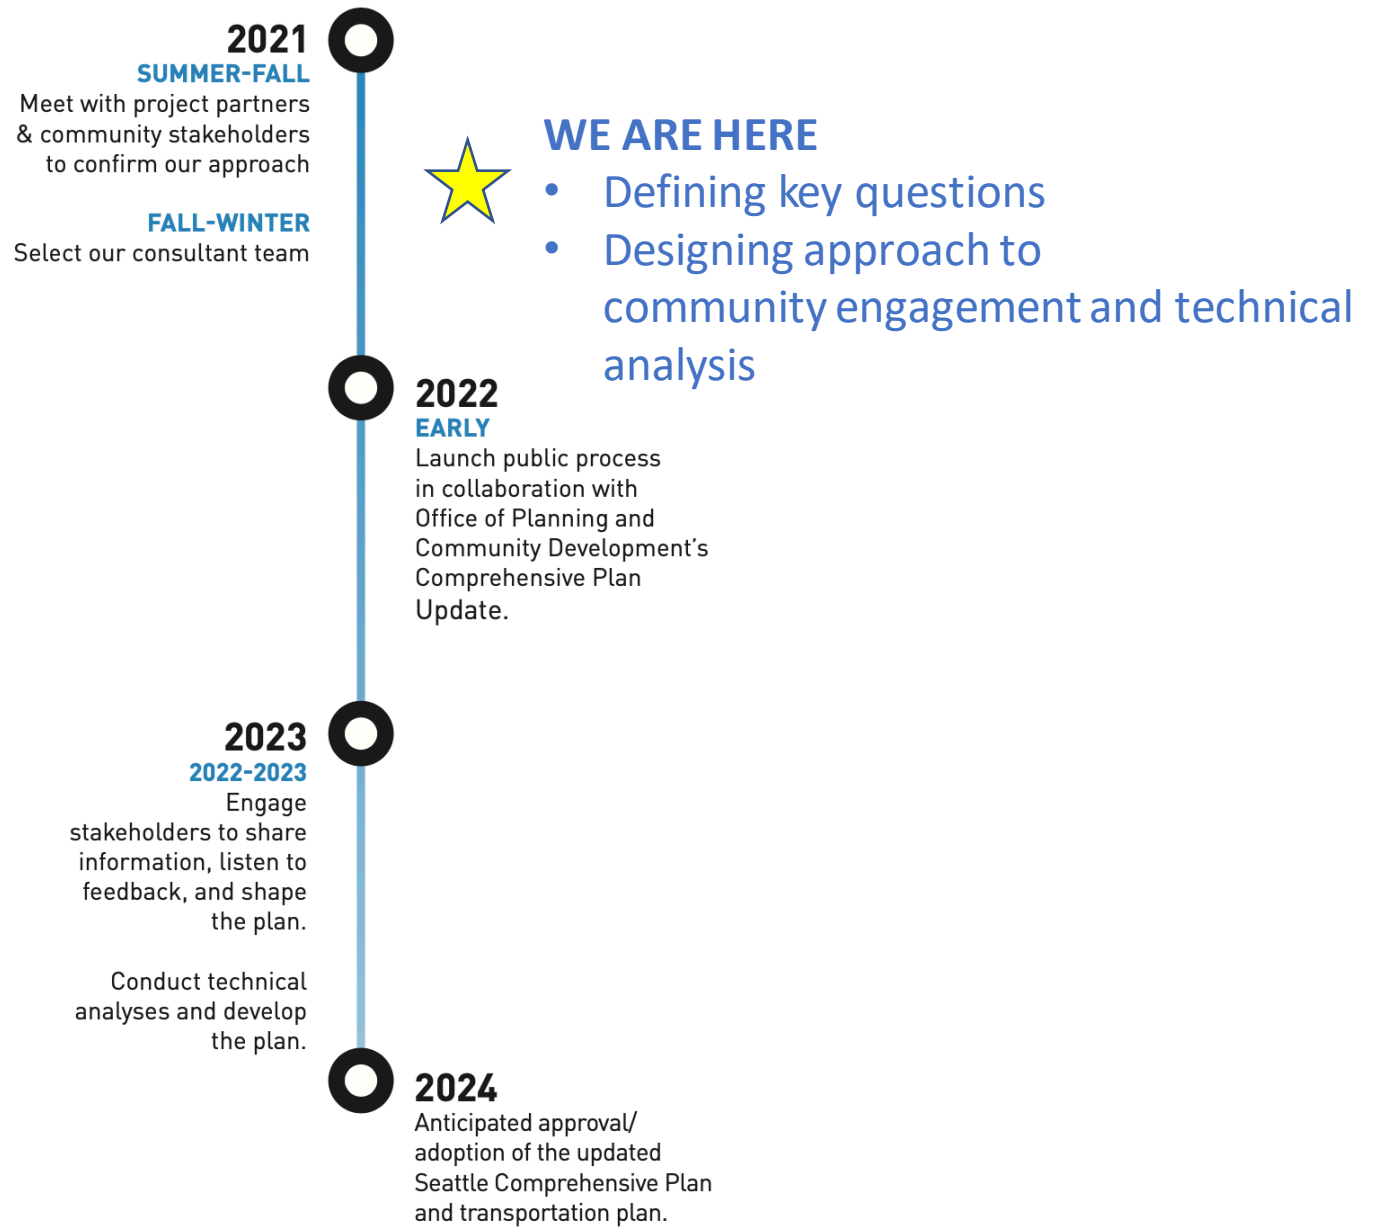 2021
SUMMER-FALL
Meet with project partners
& community stakeholders
to confirm our approach
FALL-WINTER
Select our consultant team
WE ARE HERE
• Defining key questions
• Designing approach to
community engagement and technical
analysis
2022
EARLY
Launch public process
in collaboration with
Office of Planning and
Community Development’s
Comprehensive Plan
Update.
2023
2022-2023
Engage
stakeholders to share
information, listen to
feedback, and shape
the plan.
Conduct technical
analyses and develop
the plan.
2024
Anticipated approval/
adoption of the updated
Seattle Comprehensive Plan
and transportation plan.